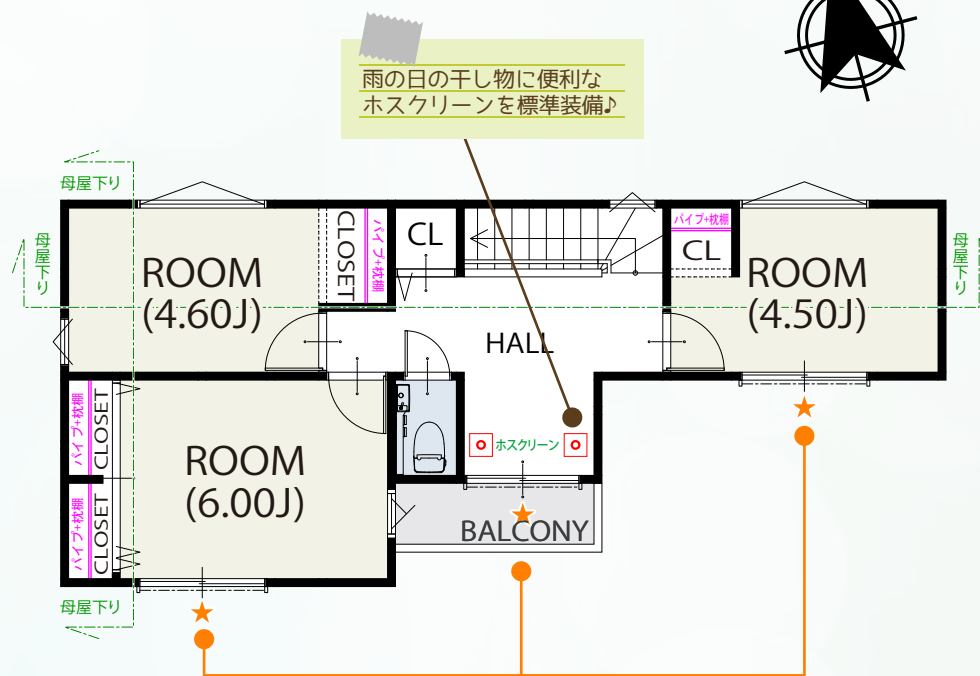 雨の日の干し物に便利な
ホスクリーンを標準装備♪
母屋下り
母屋下り
母屋下り
ROOM
(4.60J)
CLOSET
パイプ+枕棚
CL
パイプ+枕棚
CL
ROOM
(4.50J)
HALL
パイプ+枕棚
CLOSET
パイプ+枕棚
CLOSET
ROOM
(6.00J)
ホスクリーン
BALCONY
母屋下り